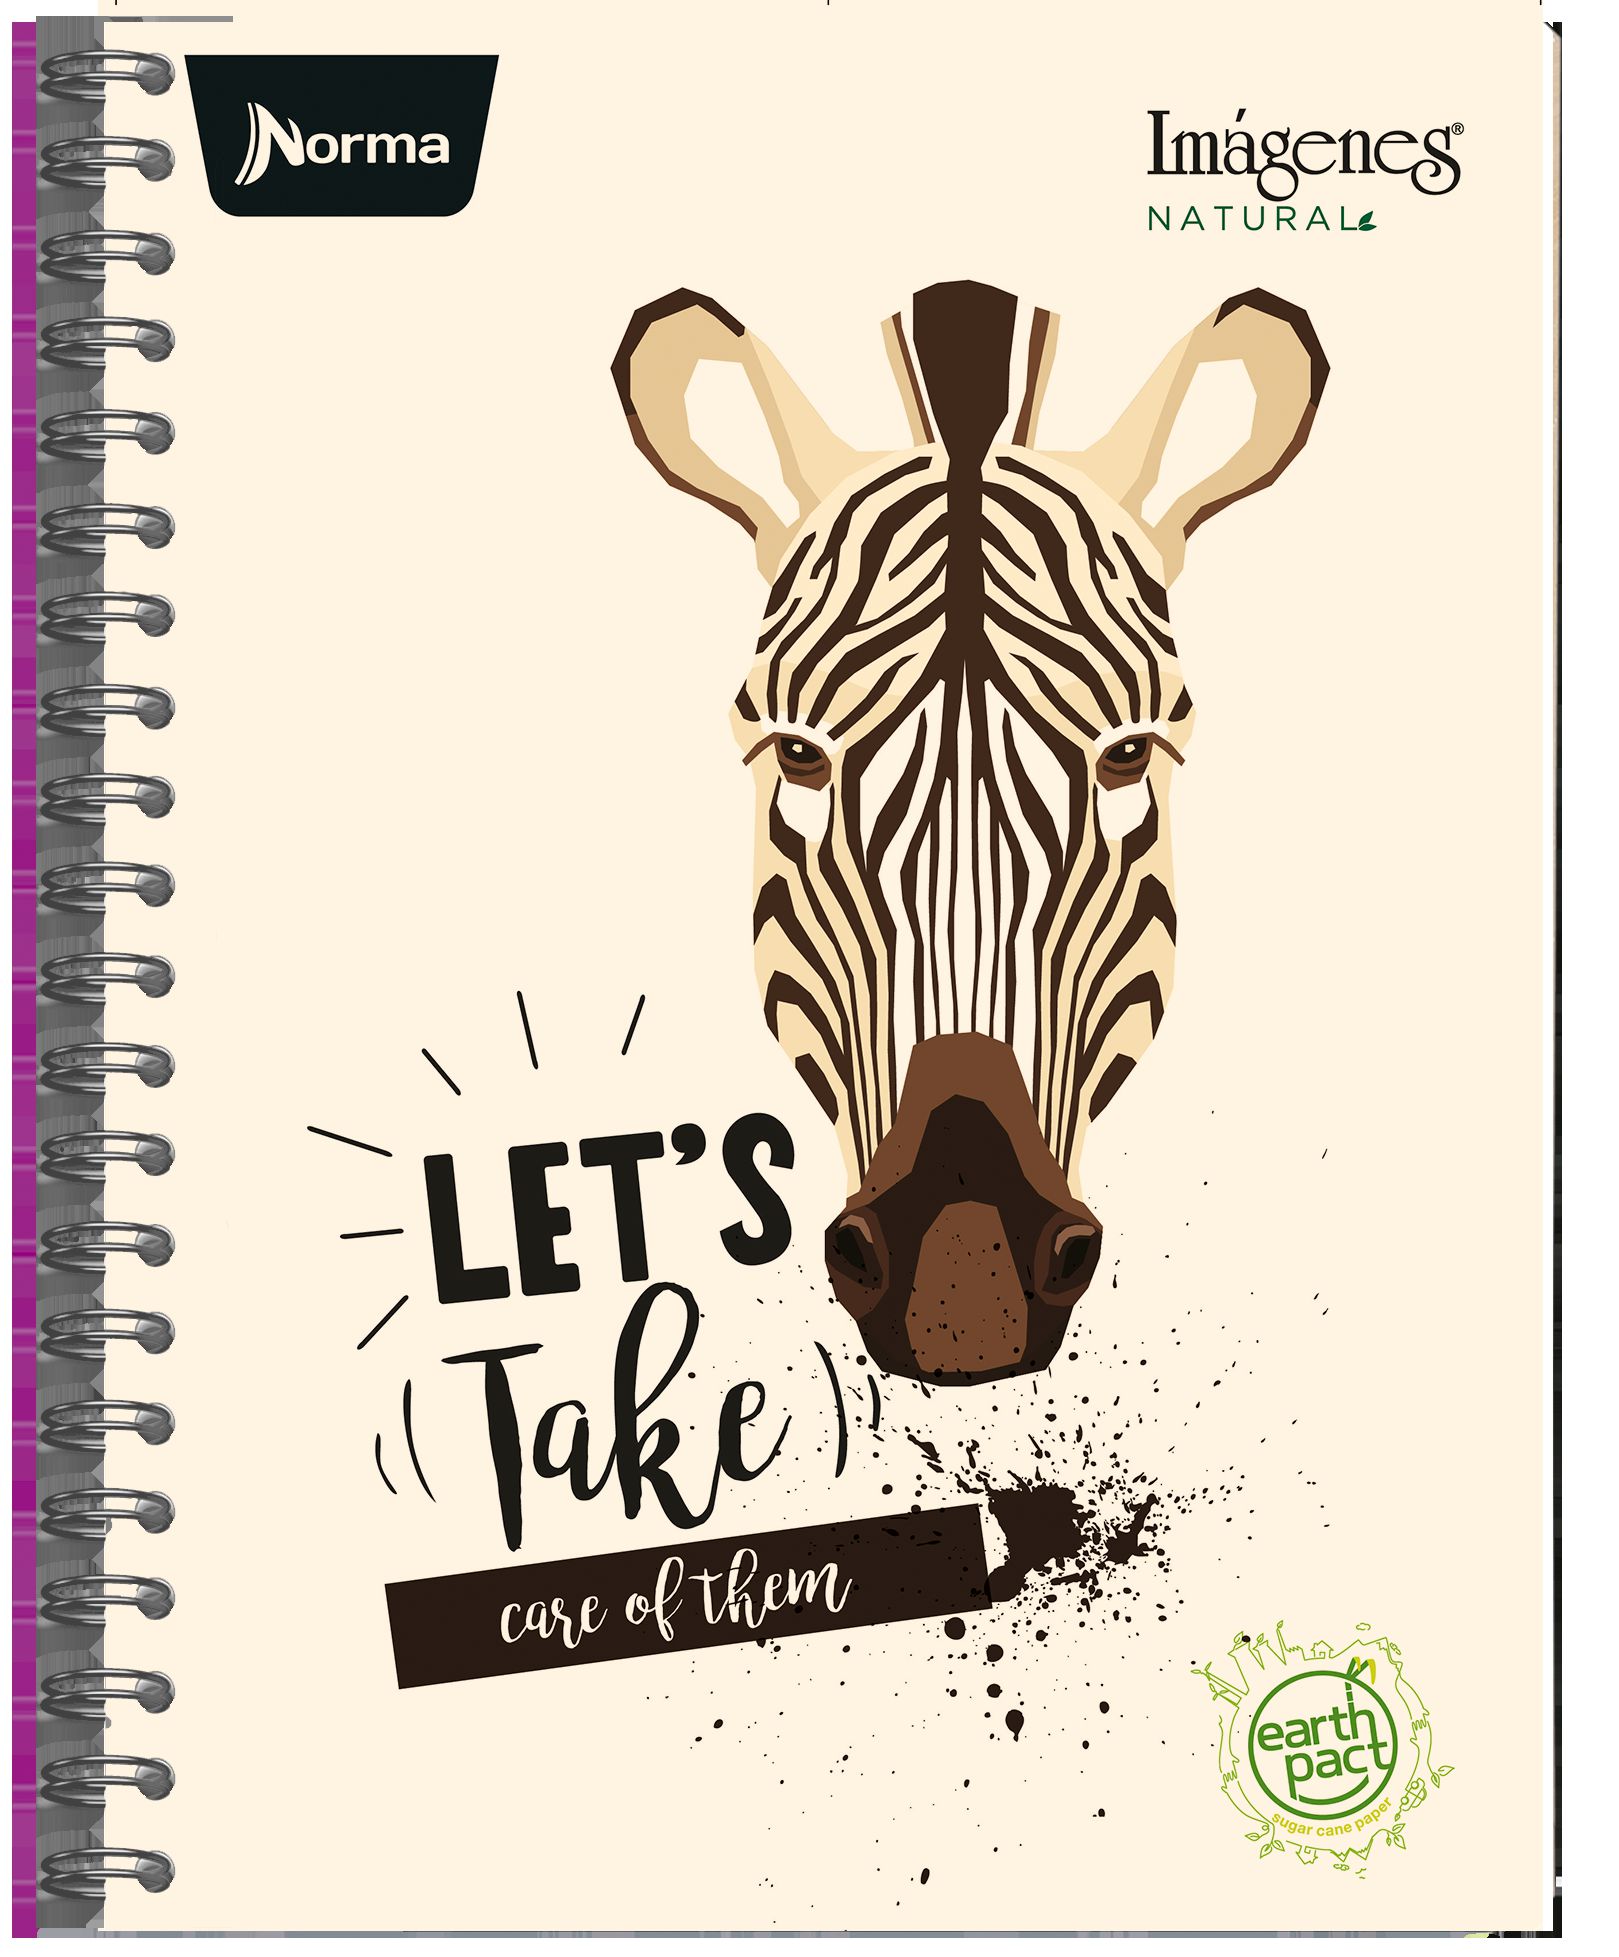 Norma
Imágenes®
NATURAL
LET'S
Take
care of them
earth
pact
sugar cane paper